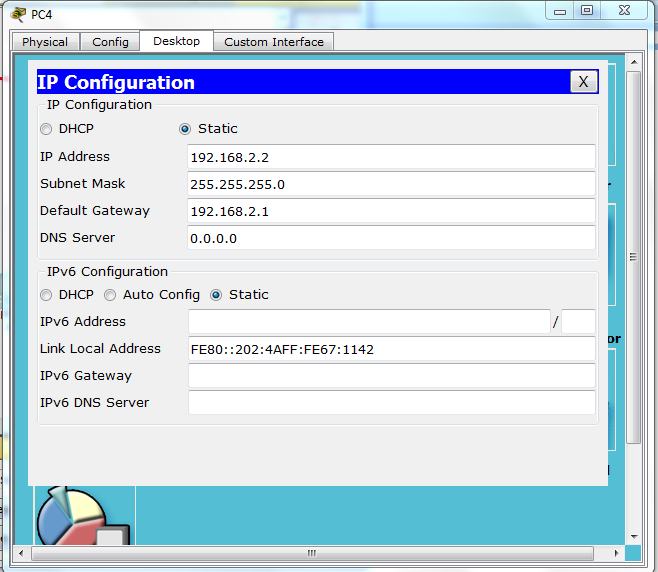 PC4
Physical Config Desktop Custom Interface
IP Configuration X
IP Configuration
DHCP Static
IP Address 192.168.2.2
Subnet Mask 255.255.255.0
Default Gateway 192.168.2.1
DNS Server 0.0.0.0
IPv6 Configuration
DHCP Auto Config Static
IPv6 Address /
Link Local Address FE80::202:4AFF:FE67:1142
IPv6 Gateway
IPv6 DNS Server